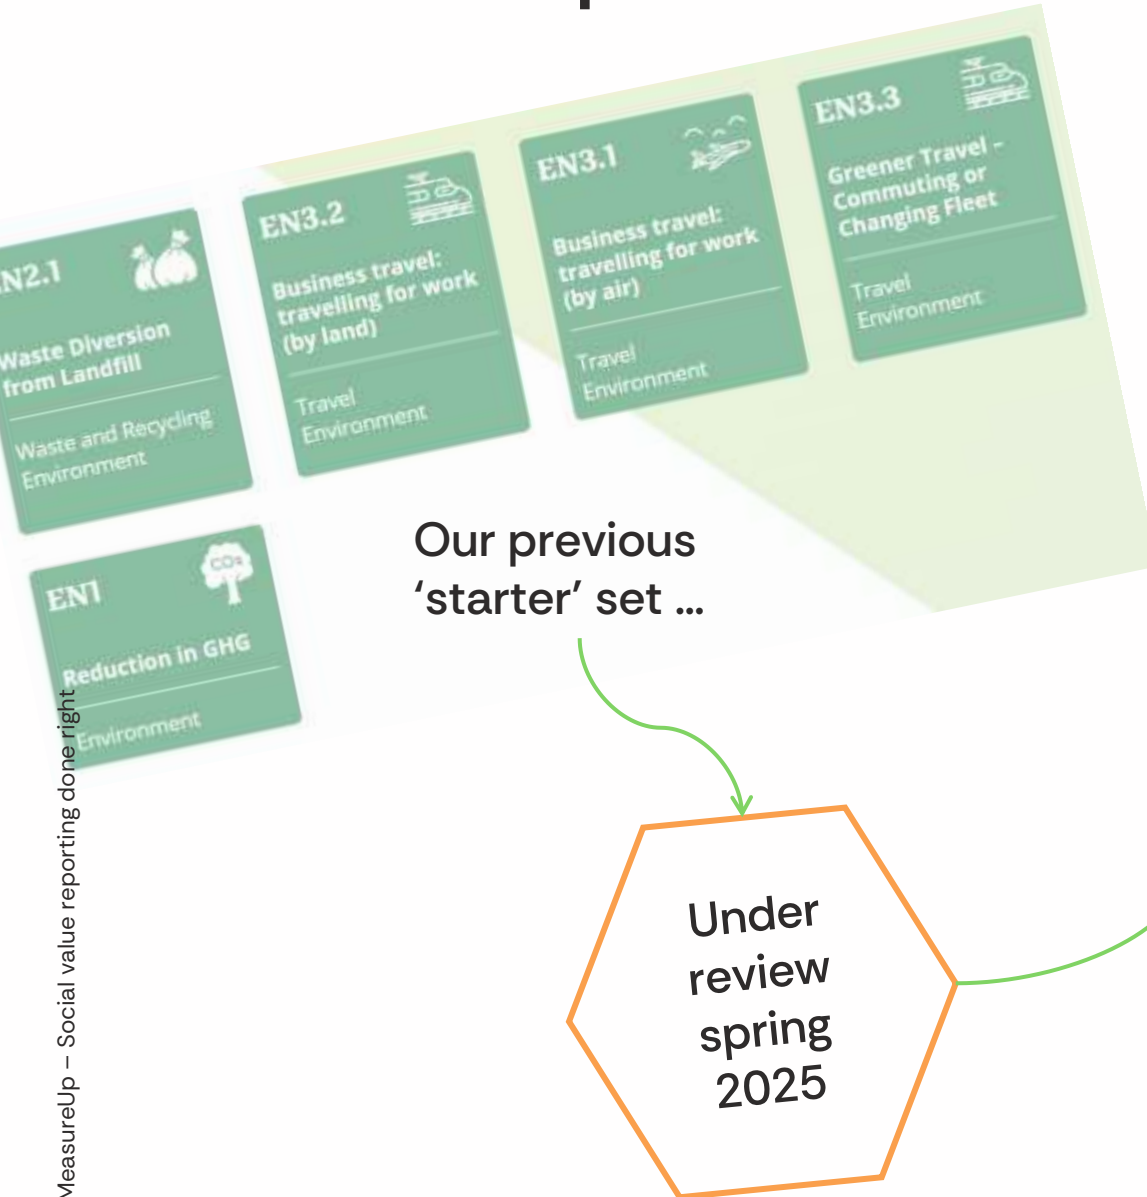 EN3.3
Greener Travel –
Commuting or
Changing Fleet
Travel
Environment
EN3.1
Business travel:
travelling for work
(by air)
Travel
Environment
EN3.2
Business travel:
travelling for work
(by land)
Travel
Environment
N2.1
Waste Diversion
from Landfill
Waste and Recycling
Environment
EN1
CO₂
Reduction in GHG
Environment
Our previous
‘starter’ set ...
Under
review
spring
2025
MeasureUp – Social value reporting done right